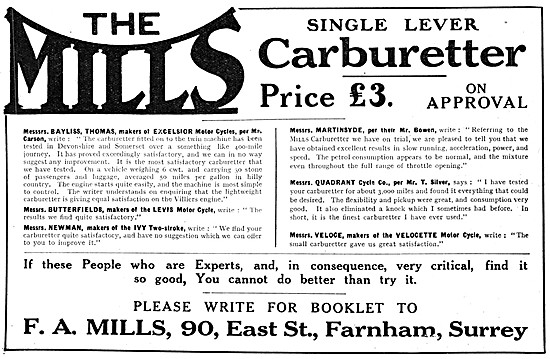 THE
MILLS
SINGLE LEVER
Carburetter
Price £3. ON
APPROVAL
Messrs. BAYLISS, THOMAS, makers of EXCELSIOR Motor Cycles, per Mr.
Carson, write: "The carburetter fitted on to the twin machine has been
tested in Devonshire and Somerset over a something like 400-mile
journey. It has proved exceedingly satisfactory, and we can in no way
suggest any improvement. It is the most satisfactory carburetter that
we have tested. On a vehicle weighing 6 cwt. and carrying 50 stone
of passengers and luggage, averaged 50 miles per gallon in hilly
country. The engine starts quite easily, and the machine is most simple
to control. The writer understands on enquiring that the lightweight
carburetter is giving equal satisfaction on the Villiers engine."
Messrs. BUTTERFIELDS, makers of the LEVIS Motor Cycle, write: "The
results we find quite satisfactory."
Messrs. NEWMAN, makers of the IVY Two-stroke, write: "We find your
carburetter quite satisfactory, and have no suggestion which we can offer
to you to improve it."
Messrs. MARTINSYDE, per their Mr. Bowen, write: "Referring to the
MILLS Carburetter we have on trial, we are pleased to tell you that we
have obtained excellent results in slow running, acceleration, power, and
speed. The petrol consumption appears to be normal, and the mixture
even throughout the full range of throttle opening."
Messrs. QUADRANT Cycle Co., per Mr. T. Silver, says: "I have tested
your carburetter for about 3,000 miles and found it everything that could
be desired. The flexibility and pickup were great, and consumption very
good. It also eliminated a knock which I sometimes had before. In
short, it is the finest carburetter I have ever used."
Messrs. VELOCE, makers of the VELOCETTE Motor Cycle, write: "The
small carburetter gave us great satisfaction."
If these People who are Experts, and, in consequence, very critical, find it
so good, You cannot do better than try it.
PLEASE WRITE FOR BOOKLET TO
F. A. MILLS, 90, East St., Farnham, Surrey